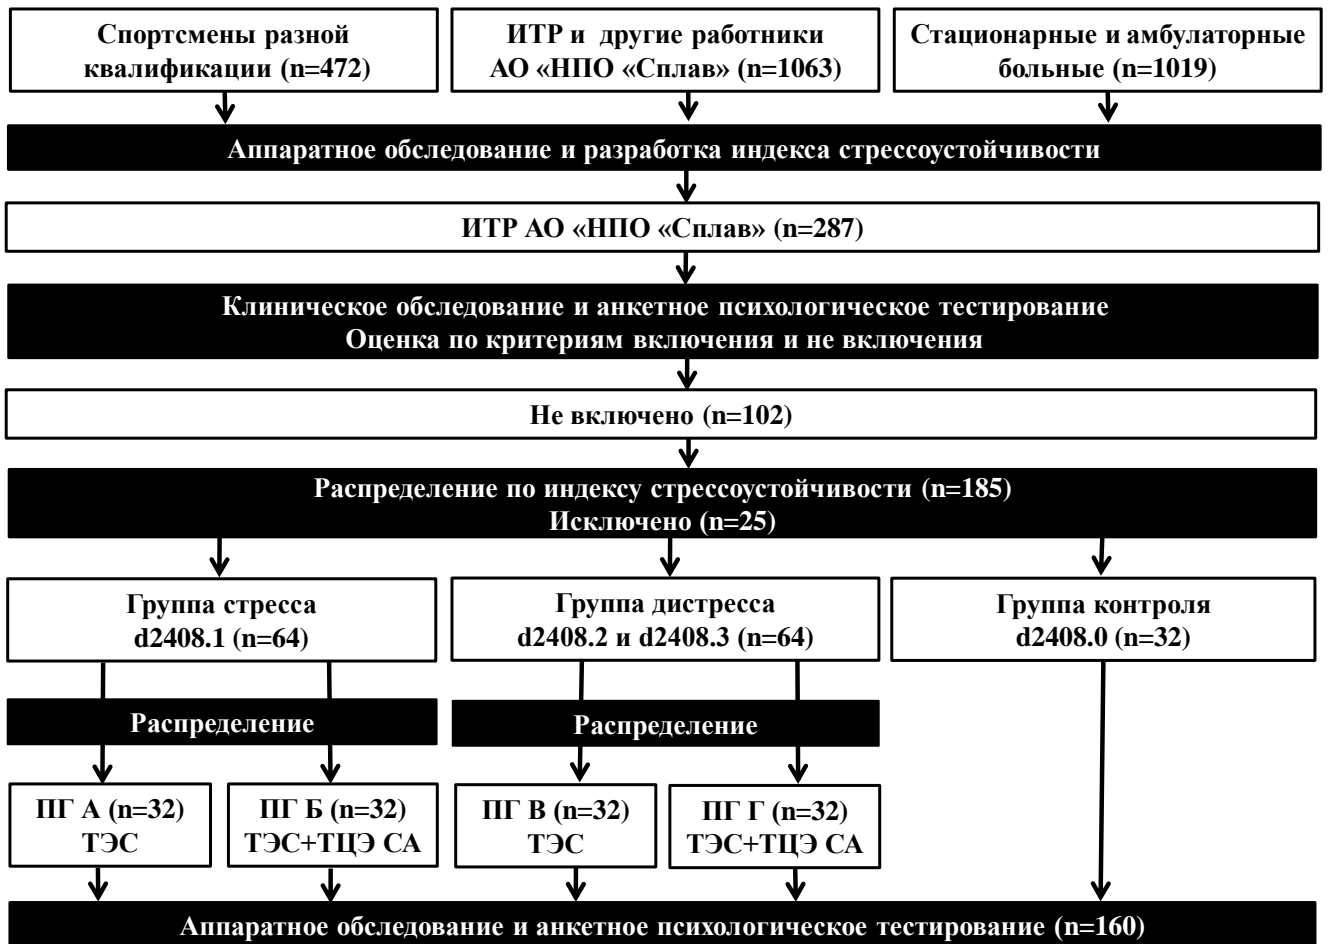 Спортсмены разной
квалификации (n=472)
ИТР и другие работники
АО «НПО «Сплав» (n=1063)
Стационарные и амбулаторные
больные (n=1019)
Аппаратное обследование и разработка индекса стрессоустойчивости
ИТР АО «НПО «Сплав» (n=287)
Клиническое обследование и анкетное психологическое тестирование
Оценка по критериям включения и не включения
Не включено (n=102)
Распределение по индексу стрессоустойчивости (n=185)
Исключено (n=25)
Группа стресса
d2408.1 (n=64)
Группа дистресса
d2408.2 и d2408.3 (n=64)
Группа контроля
d2408.0 (n=32)
Распределение
Распределение
ПГ А (n=32)
ТЭС
ПГ Б (n=32)
ТЭС+ТЦЭ СА
ПГ В (n=32)
ТЭС
ПГ Г (n=32)
ТЭС+ТЦЭ СА
Аппаратное обследование и анкетное психологическое тестирование (n=160)